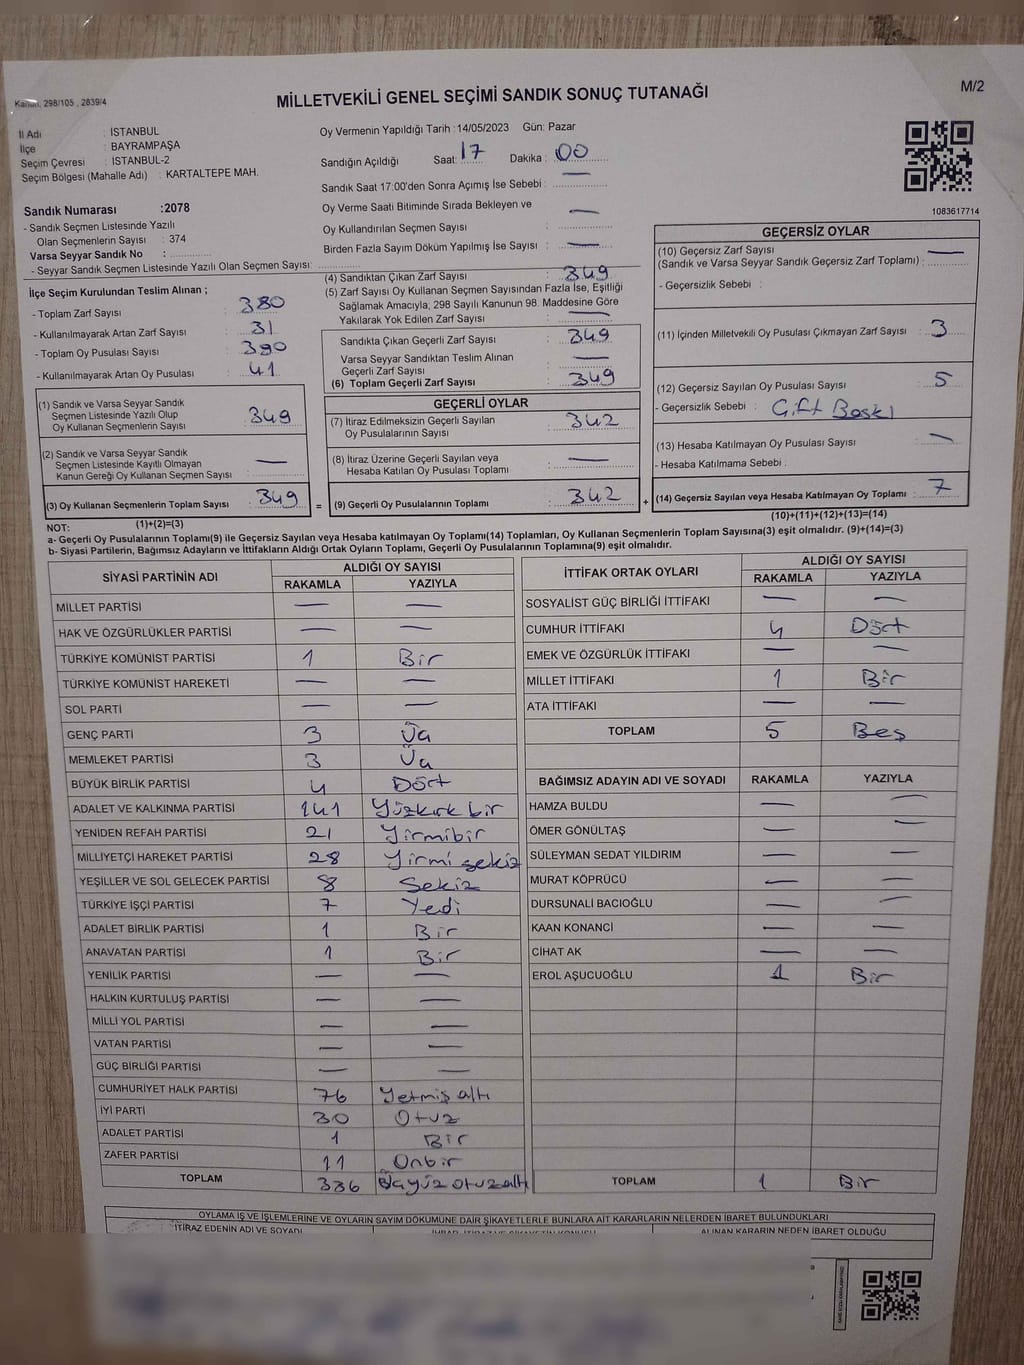 Kanun: 298/105 , 2839/4
MİLLETVEKİLİ GENEL SEÇİMİ SANDIK SONUÇ TUTANAĞI
M/2
İl Adı : İSTANBUL
İlçe : BAYRAMPAŞA
Seçim Çevresi : İSTANBUL-2
Seçim Bölgesi (Mahalle Adı) : KARTALTEPE MAH.
Oy Vermenin Yapıldığı Tarih :14/05/2023 Gün: Pazar
Sandığın Açıldığı Saat: 17 Dakika : 00
Sandık Saat 17:00'den Sonra Açımış İse Sebebi : —
Oy Verme Saati Bitiminde Sırada Bekleyen ve
Oy Kullandırılan Seçmen Sayısı : —
Birden Fazla Sayım Döküm Yapılmış İse Sayısı : —
1083617714
Sandık Numarası :2078
- Sandık Seçmen Listesinde Yazılı
Olan Seçmenlerin Sayısı : 374
Varsa Seyyar Sandık No :
- Seyyar Sandık Seçmen Listesinde Yazılı Olan Seçmen Sayısı:
İlçe Seçim Kurulundan Teslim Alınan ;
- Toplam Zarf Sayısı : 380
- Kullanılmayarak Artan Zarf Sayısı : 31
- Toplam Oy Pusulası Sayısı : 390
- Kullanılmayarak Artan Oy Pusulası : 41
(1) Sandık ve Varsa Seyyar Sandık
Seçmen Listesinde Yazılı Olup
Oy Kullanan Seçmenlerin Sayısı : 349
(2) Sandık ve Varsa Seyyar Sandık
Seçmen Listesinde Kayıtlı Olmayan
Kanun Gereği Oy Kullanan Seçmen Sayısı : —
(3) Oy Kullanan Seçmenlerin Toplam Sayısı : 349 =
(1)+(2)=(3)
(4) Sandıktan Çıkan Zarf Sayısı : 349
(5) Zarf Sayısı Oy Kullanan Seçmen Sayısından Fazla İse, Eşitliği
Sağlamak Amacıyla; 298 Sayılı Kanunun 98. Maddesine Göre
Yakılarak Yok Edilen Zarf Sayısı : —
Sandıkta Çıkan Geçerli Zarf Sayısı : 349
Varsa Seyyar Sandıktan Teslim Alınan
Geçerli Zarf Sayısı : —
(6) Toplam Geçerli Zarf Sayısı : 349
GEÇERLİ OYLAR
(7) İtiraz Edilmeksizin Geçerli Sayılan
Oy Pusulalarının Sayısı : 342
(8) İtiraz Üzerine Geçerli Sayılan veya
Hesaba Katılan Oy Pusulası Toplamı : —
(9) Geçerli Oy Pusulalarının Toplamı : 342 +
GEÇERSİZ OYLAR
(10) Geçersiz Zarf Sayısı
(Sandık ve Varsa Seyyar Sandık Geçersiz Zarf Toplamı) : —
- Geçersizlik Sebebi :
(11) İçinden Milletvekili Oy Pusulası Çıkmayan Zarf Sayısı : 3
(12) Geçersiz Sayılan Oy Pusulası Sayısı : 5
- Geçersizlik Sebebi : Çift Baskı
(13) Hesaba Katılmayan Oy Pusulası Sayısı : —
- Hesaba Katılmama Sebebi :
(14) Geçersiz Sayılan veya Hesaba Katılmayan Oy Toplamı : 7
(10)+(11)+(12)+(13)=(14)
NOT:
a- Geçerli Oy Pusulalarının Toplamı(9) ile Geçersiz Sayılan veya Hesaba Katılmayan Oy Toplamı(14) Toplamları, Oy Kullanan Seçmenlerin Toplam Sayısına(3) eşit olmalıdır. (9)+(14)=(3)
b- Siyasi Partilerin, Bağımsız Adayların ve İttifakların Aldığı Ortak Oyların Toplamı, Geçerli Oy Pusulalarının Toplamına(9) eşit olmalıdır.
SİYASİ PARTİNİN ADI ALDIĞI OY SAYISI
RAKAMLA YAZIYLA
MİLLET PARTİSİ — —
HAK VE ÖZGÜRLÜKLER PARTİSİ — —
TÜRKİYE KOMÜNİST PARTİSİ 1 Bir
TÜRKİYE KOMÜNİST HAREKETİ — —
SOL PARTİ — —
GENÇ PARTİ 3 Üç
MEMLEKET PARTİSİ 3 Üç
BÜYÜK BİRLİK PARTİSİ 4 Dört
ADALET VE KALKINMA PARTİSİ 141 Yüzkırk bir
YENİDEN REFAH PARTİSİ 21 Yirmibir
MİLLİYETÇİ HAREKET PARTİSİ 28 Yirmi sekiz
YEŞİLLER VE SOL GELECEK PARTİSİ 8 Sekiz
TÜRKİYE İŞÇİ PARTİSİ 7 Yedi
ADALET BİRLİK PARTİSİ 1 Bir
ANAVATAN PARTİSİ 1 Bir
YENİLİK PARTİSİ — —
HALKIN KURTULUŞ PARTİSİ — —
MİLLİ YOL PARTİSİ — —
VATAN PARTİSİ — —
GÜÇ BİRLİĞİ PARTİSİ — —
CUMHURİYET HALK PARTİSİ 76 Yetmiş altı
İYİ PARTİ 30 Otuz
ADALET PARTİSİ 1 Bir
ZAFER PARTİSİ 11 Onbir
TOPLAM 336 Üçyüz otuzaltı
İTTİFAK ORTAK OYLARI ALDIĞI OY SAYISI
RAKAMLA YAZIYLA
SOSYALİST GÜÇ BİRLİĞİ İTTİFAKI — —
CUMHUR İTTİFAKI 4 Dört
EMEK VE ÖZGÜRLÜK İTTİFAKI — —
MİLLET İTTİFAKI 1 Bir
ATA İTTİFAKI — —
TOPLAM 5 Beş
BAĞIMSIZ ADAYIN ADI VE SOYADI RAKAMLA YAZIYLA
HAMZA BULDU — —
ÖMER GÖNÜLTAŞ — —
SÜLEYMAN SEDAT YILDIRIM — —
MURAT KÖPRÜCÜ — —
DURSUNALİ BACIOĞLU — —
KAAN KONANCİ — —
CİHAT AK — —
EROL AŞUCUOĞLU 1 Bir
TOPLAM 1 Bir
OYLAMA İŞ VE İŞLEMLERİNE VE OYLARIN SAYIM DÖKÜMÜNE DAİR ŞİKAYETLERLE BUNLARA AİT KARARLARIN NELERDEN İBARET BULUNDUKLARI
İTİRAZ EDENİN ADI VE SOYADI
ALINAN KARARIN NEDEN İBARET OLDUĞU